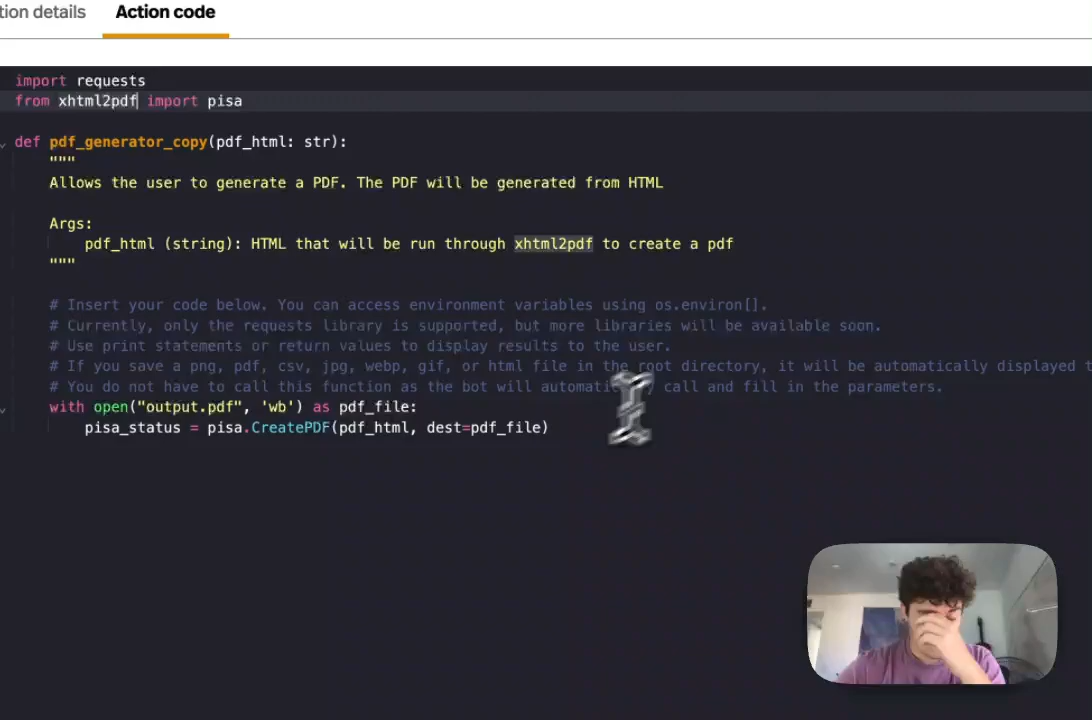 tion details
Action code
import requests
from xhtml2pdf import pisa
def pdf_generator_copy(pdf_html: str):
"""
Allows the user to generate a PDF. The PDF will be generated from HTML
Args:
pdf_html (string): HTML that will be run through xhtml2pdf to create a pdf
"""
# Insert your code below. You can access environment variables using os.environ[].
# Currently, only the requests library is supported, but more libraries will be available soon.
# Use print statements or return values to display results to the user.
# If you save a png, pdf, csv, jpg, webp, gif, or html file in the root directory, it will be automatically displayed t
# You do not have to call this function as the bot will automati y call and fill in the parameters.
with open("output.pdf", 'wb') as pdf_file:
pisa_status = pisa.CreatePDF(pdf_html, dest=pdf_file)